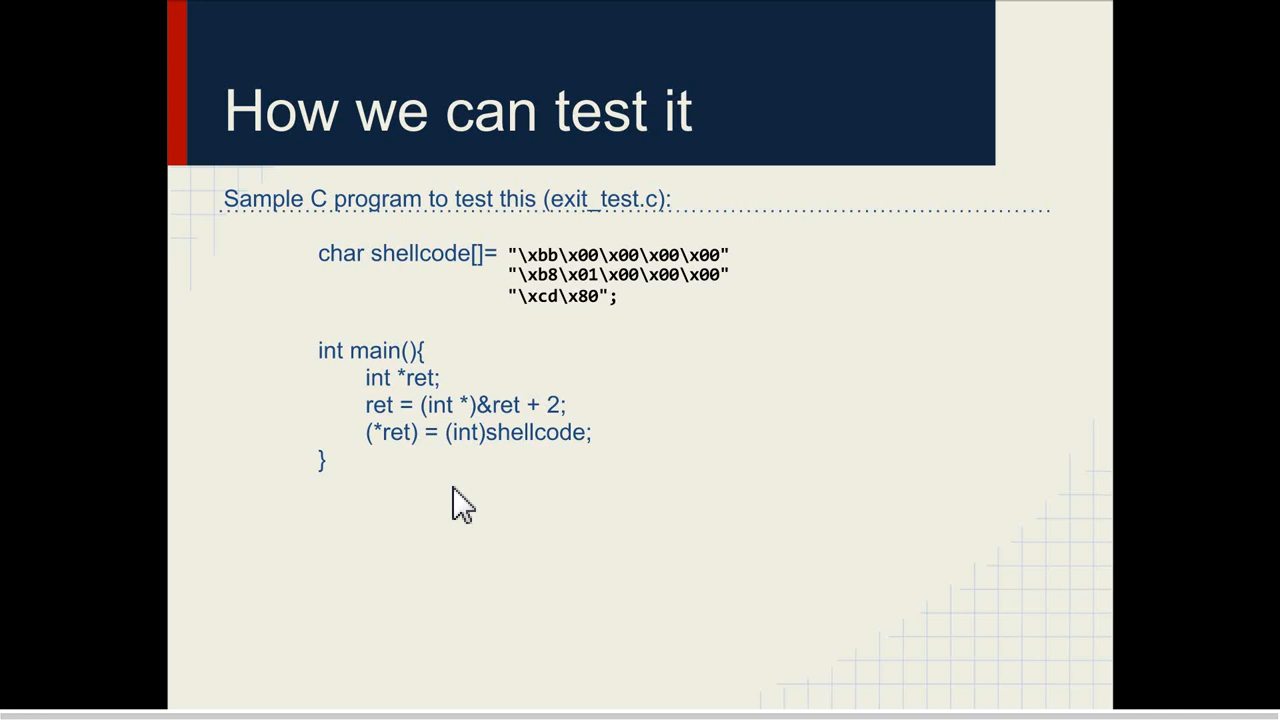 How we can test it
Sample C program to test this (exit_test.c):
char shellcode[]= "\xbb\x00\x00\x00\x00"
"\xb8\x01\x00\x00\x00"
"\xcd\x80";
int main(){
int *ret;
ret = (int *)&ret + 2;
(*ret) = (int)shellcode;
}